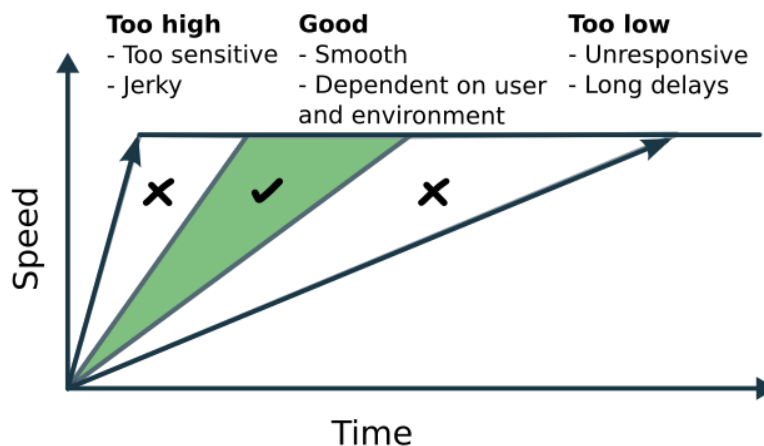 Too high
- Too sensitive
- Jerky
Good
- Smooth
- Dependent on user
and environment
Too low
- Unresponsive
- Long delays
Speed
Time